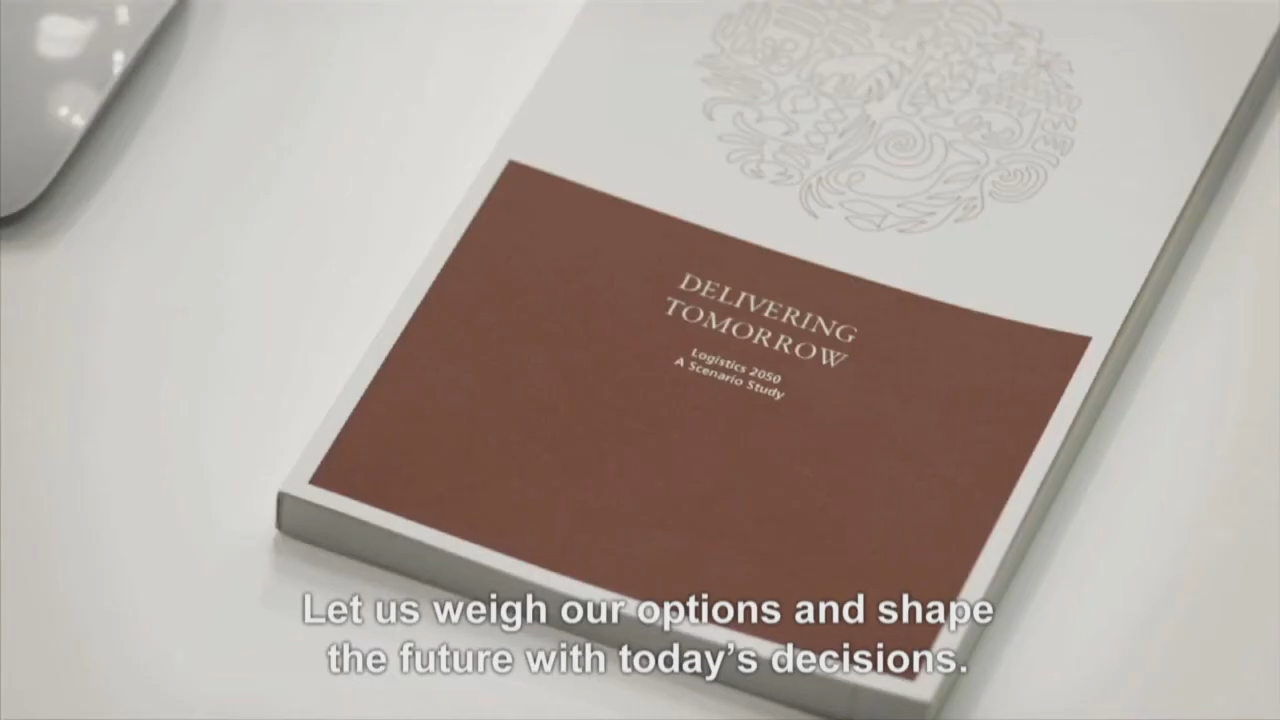 DELIVERING
TOMORROW
Logistics 2050
A Scenario Study
Let us weigh our options and shape
the future with today's decisions.